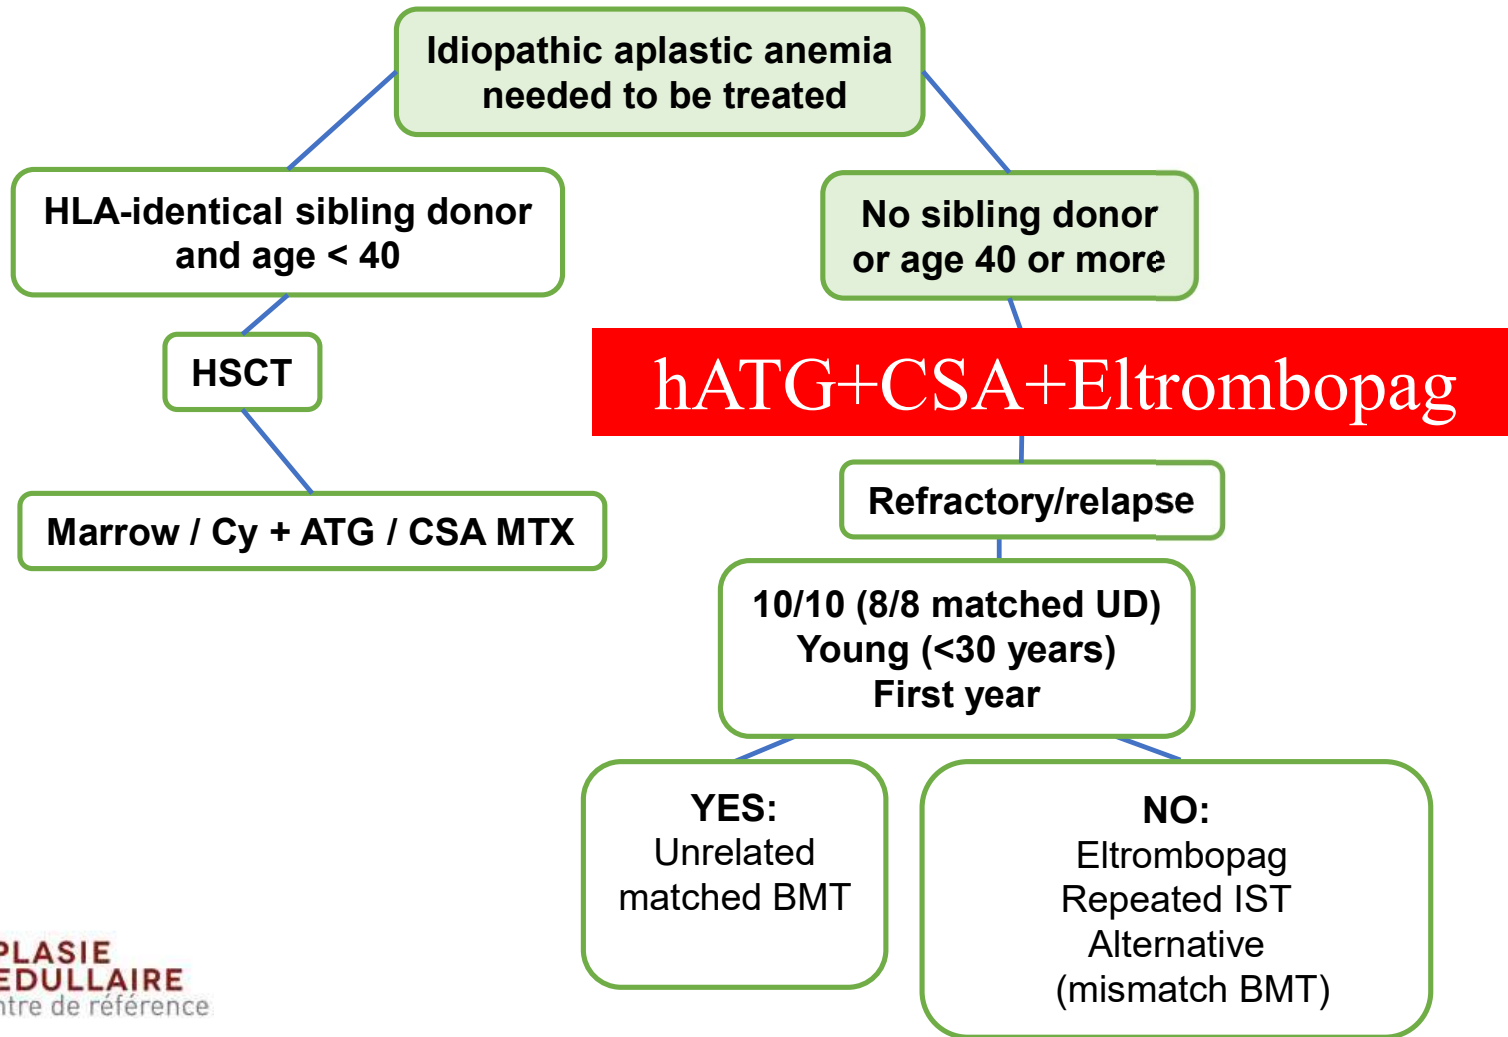 Idiopathic aplastic anemia
needed to be treated
HLA-identical sibling donor
and age < 40
No sibling donor
or age 40 or more
HSCT
hATG+CSA+Eltrombopag
Marrow / Cy + ATG / CSA MTX
Refractory/relapse
10/10 (8/8 matched UD)
Young (<30 years)
First year
YES:
Unrelated
matched BMT
NO:
Eltrombopag
Repeated IST
Alternative
(mismatch BMT)
PLASIE
EDULLAIRE
ntre de référence